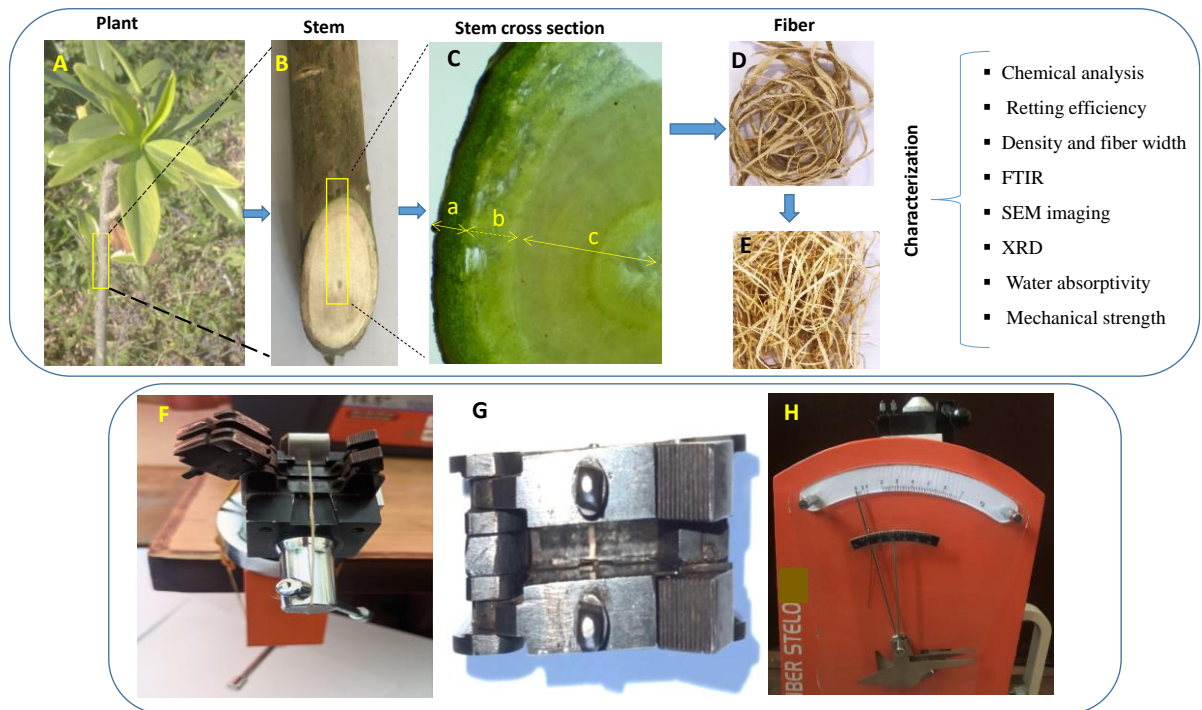 Plant
Stem
Stem cross section
Fiber
A
B
C
D
E
a
b
c
Characterization
▪ Chemical analysis
▪ Retting efficiency
▪ Density and fiber width
▪ FTIR
▪ SEM imaging
▪ XRD
▪ Water absorptivity
▪ Mechanical strength
F
G
H
IBER STELO